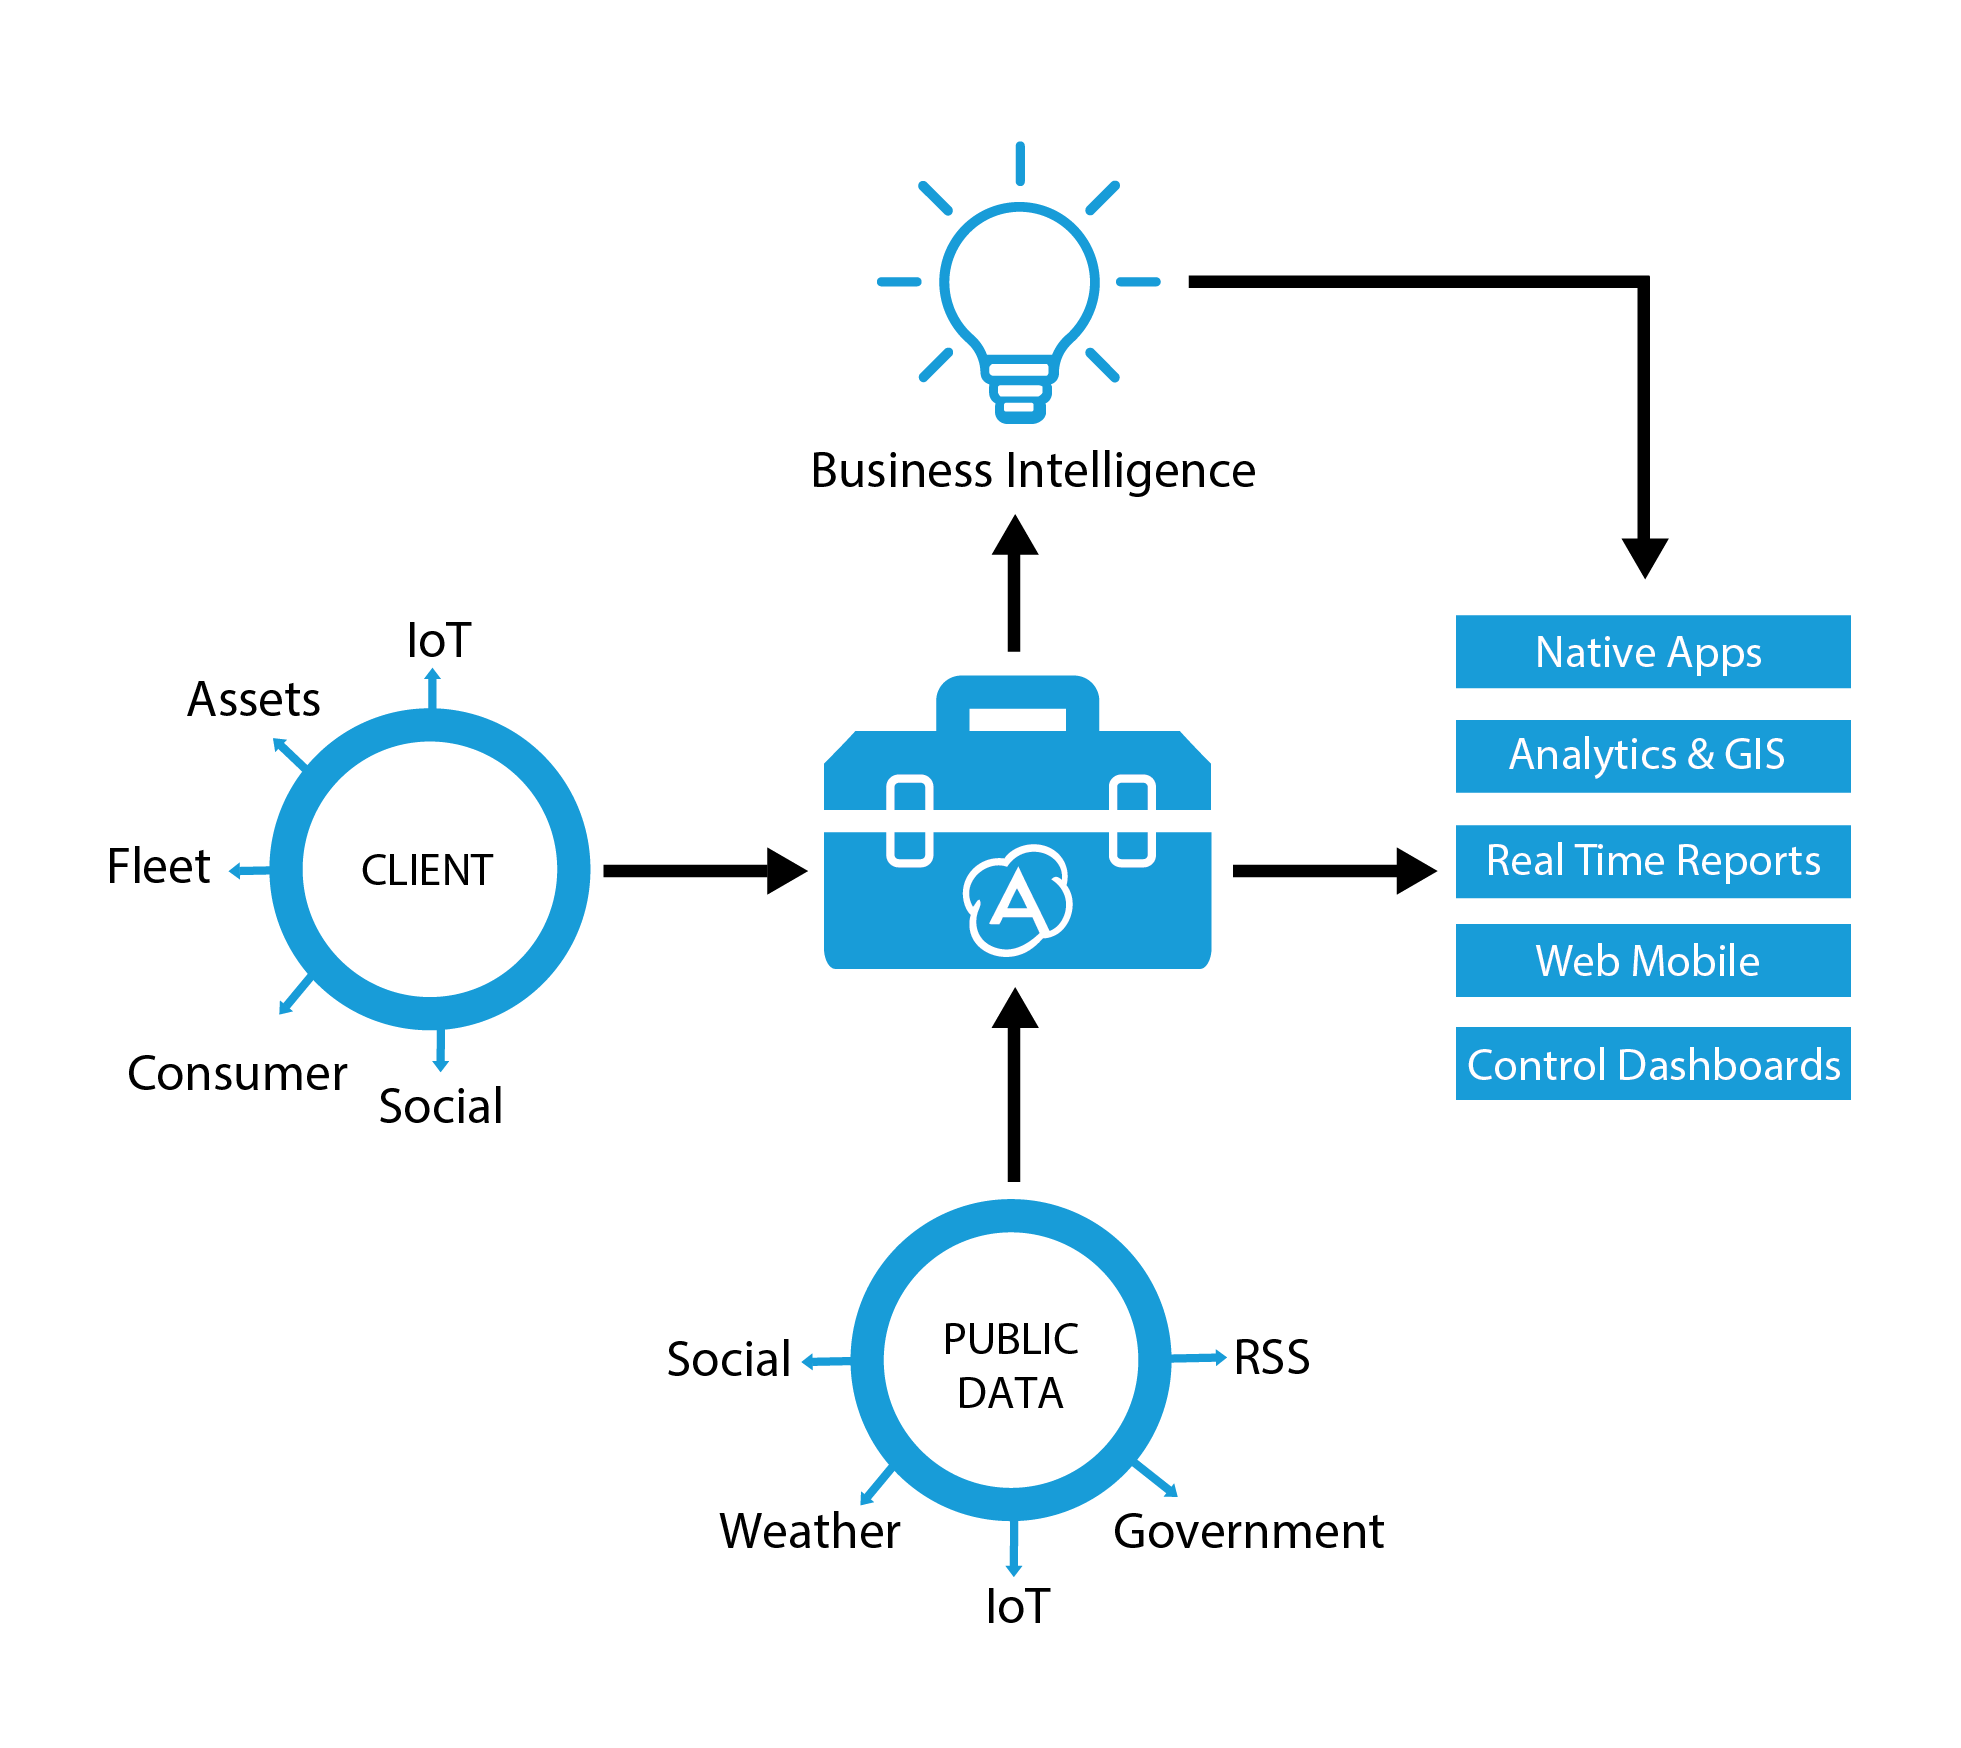 Business Intelligence
IoT
Assets
Fleet
CLIENT
Consumer
Social
A
Native Apps
Analytics & GIS
Real Time Reports
Web Mobile
Control Dashboards
PUBLIC
DATA
Social
RSS
Weather
Government
IoT